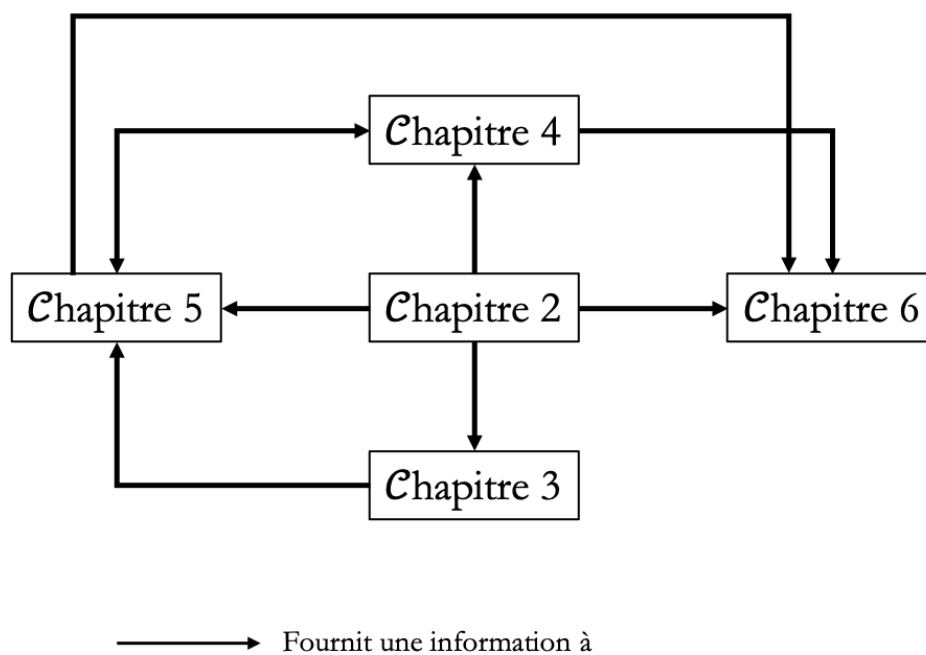 Chapitre 4
Chapitre 5
Chapitre 2
Chapitre 6
Chapitre 3
Fournit une information à